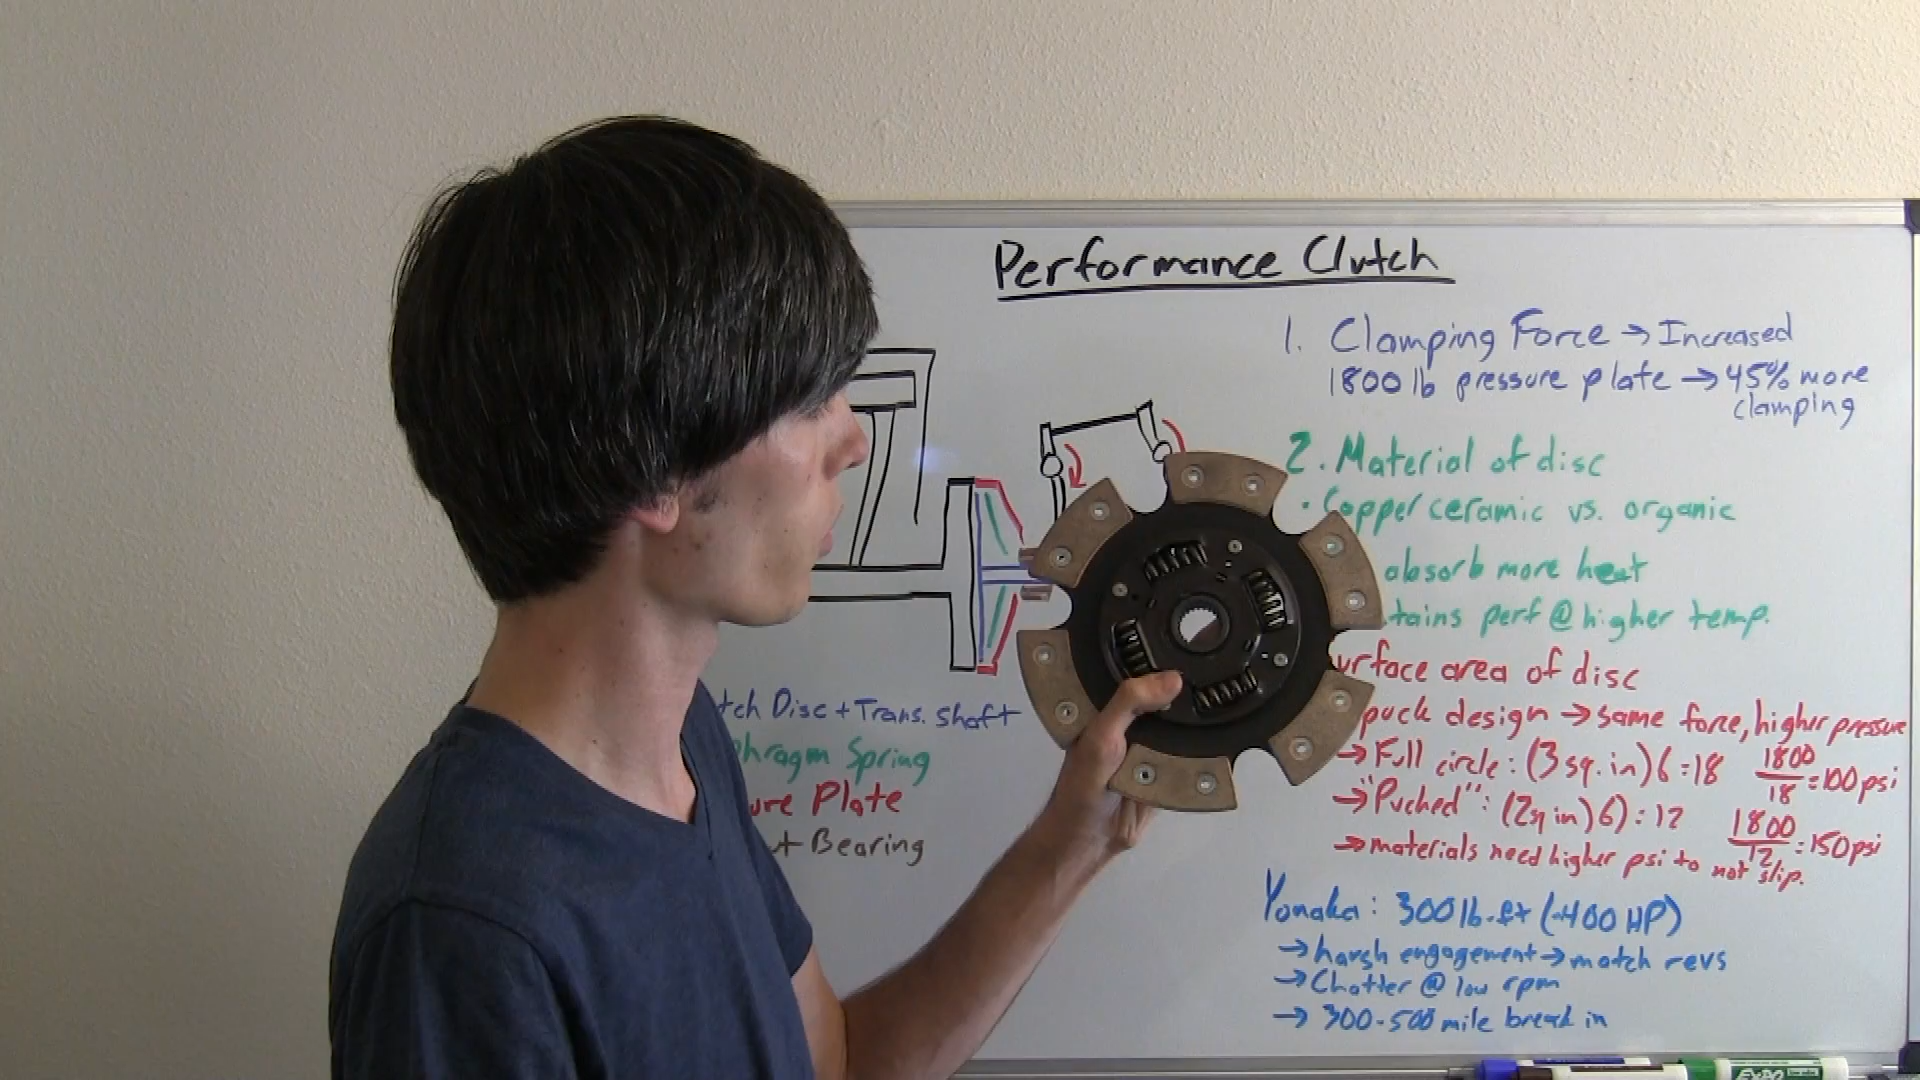 Performance Clutch
1. Clamping Force → Increased
1800 lb pressure plate → 45% more
clamping
2. Material of disc
• Copper ceramic vs. organic
absorb more heat
tains perf @ higher temp.
urface area of disc
puck design → same force, higher pressure
→ Full circle: (3 sq. in) 6 = 18 1800/18 = 100 psi
→ "Pucked": (2 sq in) 6) : 12 1800/12 : 150 psi
→ materials need higher psi to not slip.
Yonaka: 300 lb-ft (~400 HP)
→ harsh engagement → match revs
→ Chatter @ low rpm
→ 300-500 mile break in
tch Disc + Trans. shaft
phragm Spring
ure Plate
t Bearing
EXPO